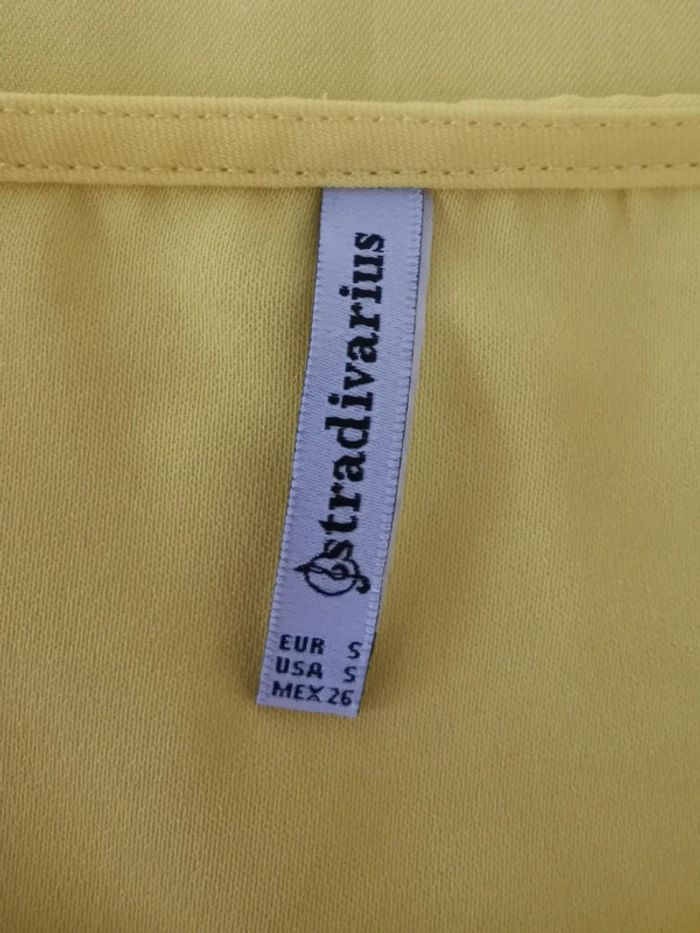 stradivarius
EUR S
USA S
MEX 26